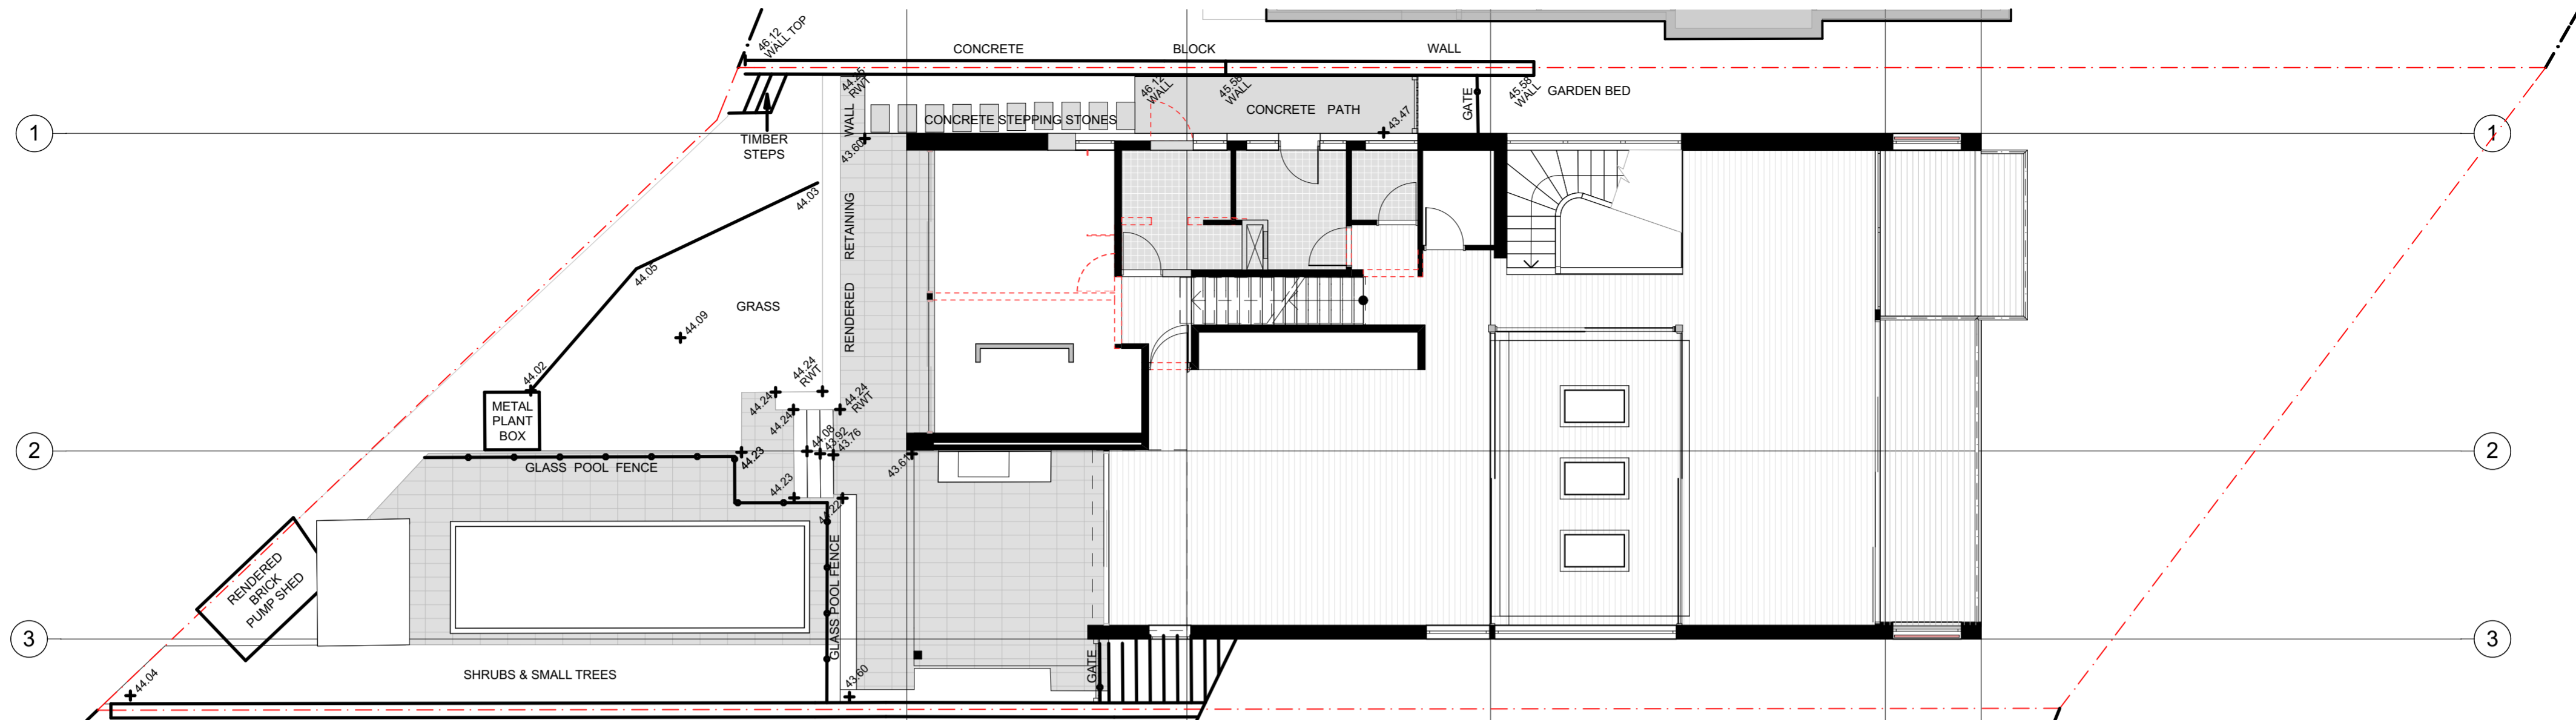 46.12
WALL TOP
CONCRETE BLOCK WALL
44.25
RWT
46.12
WALL
45.58
WALL
45.58
WALL
GARDEN BED
CONCRETE STEPPING STONES
CONCRETE PATH
GATE
43.47
1
1
TIMBER
STEPS
43.60
RENDERED RETAINING WALL
44.03
44.05
GRASS
44.09
44.02
METAL
PLANT
BOX
44.24
RWT
44.24
44.24
RWT
44.24
44.08
43.92
43.76
2
2
44.23
43.61
GLASS POOL FENCE
44.23
44.22
RENDERED
BRICK
PUMP SHED
GLASS POOL FENCE
3
3
SHRUBS & SMALL TREES
44.04
43.60
GATE